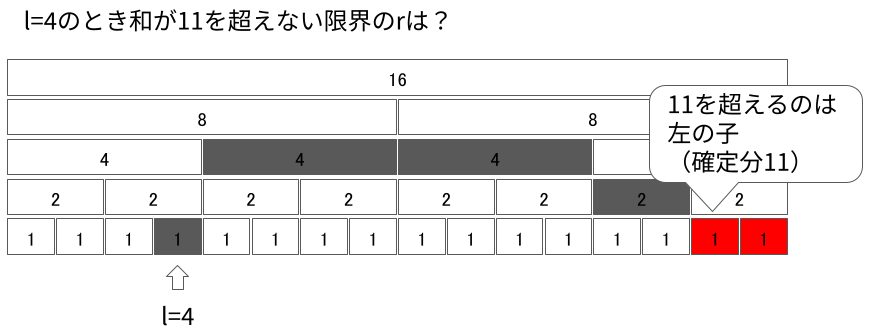 l=4のとき和が11を超えない限界のrは？
16
8 8
4 4 4
2 2 2 2 2 2 2 2
1 1 1 1 1 1 1 1 1 1 1 1 1 1 1 1
11を超えるのは
左の子
（確定分11）
l=4